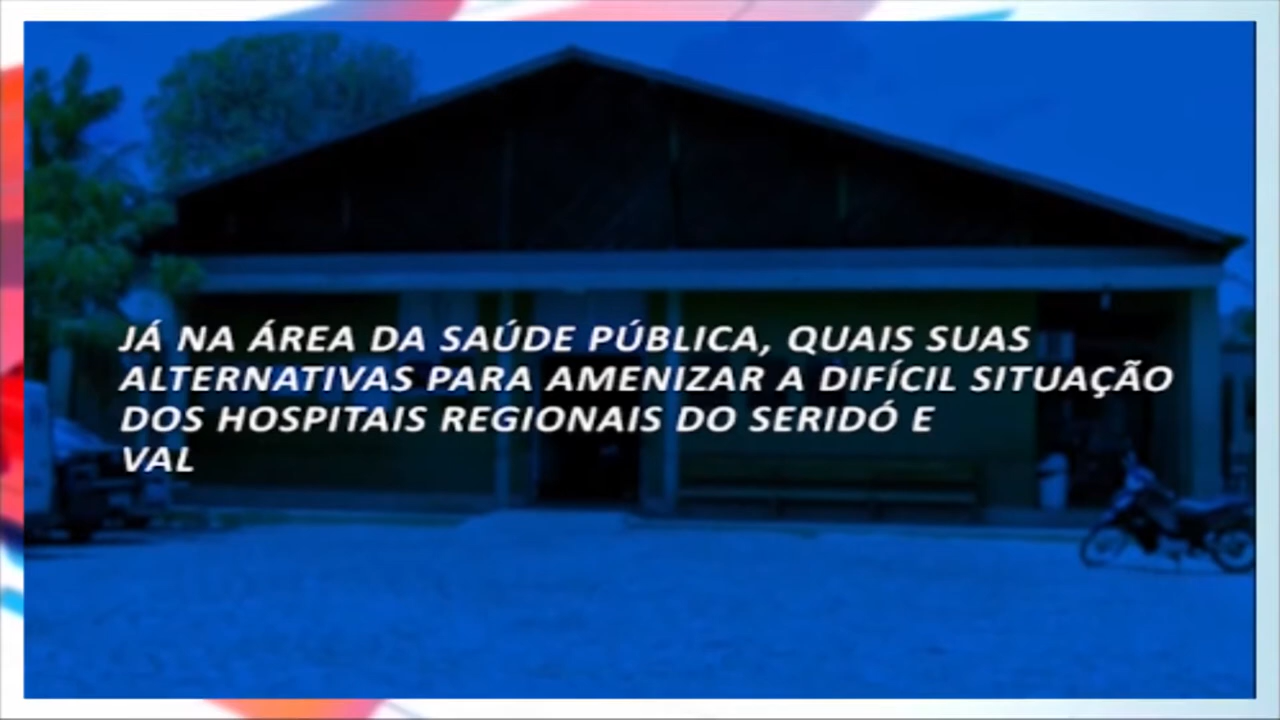 JÁ NA ÁREA DA SAÚDE PÚBLICA, QUAIS SUAS
ALTERNATIVAS PARA AMENIZAR A DIFÍCIL SITUAÇÃO
DOS HOSPITAIS REGIONAIS DO SERIDÓ E
VAL